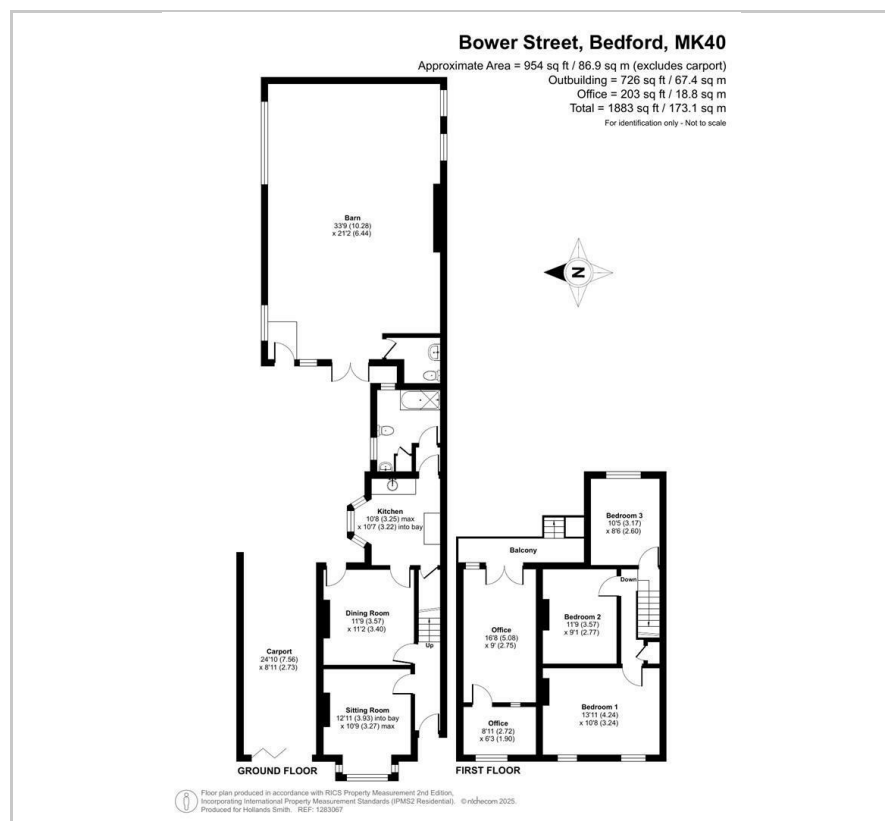 Bower Street, Bedford, MK40
Approximate Area = 954 sq ft / 86.9 sq m (excludes carport)
Outbuilding = 726 sq ft / 67.4 sq m
Office = 203 sq ft / 18.8 sq m
Total = 1883 sq ft / 173.1 sq m
For identification only - Not to scale
Barn
33'9 (10.28)
x 21'2 (6.44)
N
Kitchen
10'8 (3.25) max
x 10'7 (3.22) into bay
Dining Room
11'9 (3.57)
x 11'2 (3.40)
Up
Carport
24'10 (7.56)
x 8'11 (2.73)
Sitting Room
12'11 (3.93) into bay
x 10'9 (3.27) max
GROUND FLOOR
Bedroom 3
10'5 (3.17)
x 8'6 (2.60)
Balcony
Down
Office
16'8 (5.08)
x 9' (2.75)
Bedroom 2
11'9 (3.57)
x 9'1 (2.77)
Bedroom 1
13'11 (4.24)
x 10'8 (3.24)
Office
8'11 (2.72)
x 6'3 (1.90)
FIRST FLOOR
Floor plan produced in accordance with RICS Property Measurement 2nd Edition,
Incorporating International Property Measurement Standards (IPMS2 Residential). © nichecom 2025.
Produced for Hollands Smith. REF: 1283067